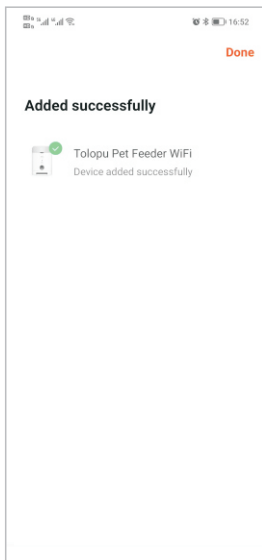 16:52
Done
Added successfully
Tolopu Pet Feeder WiFi
Device added successfully